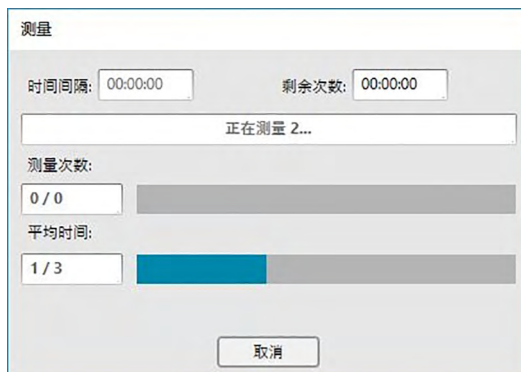 测量
时间间隔: 00:00:00 剩余次数: 00:00:00
正在测量 2...
测量次数:
0 / 0
平均时间:
1 / 3
取消